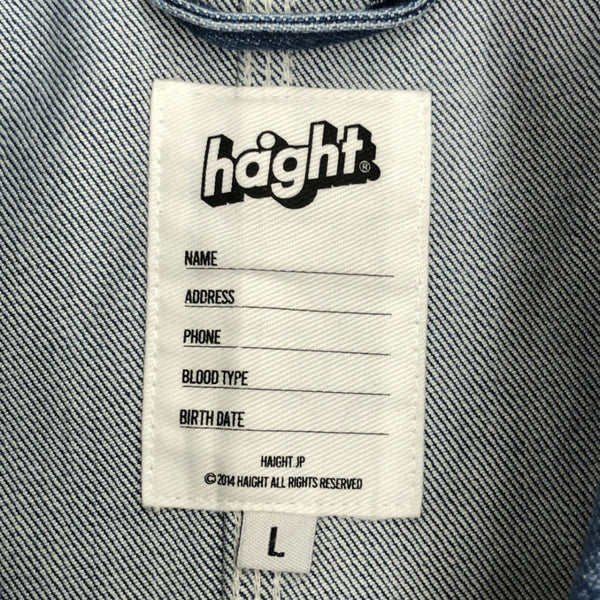 haight®
NAME
ADDRESS
PHONE
BLOOD TYPE
BIRTH DATE
HAIGHT.JP
©2014 HAIGHT ALL RIGHTS RESERVED
L